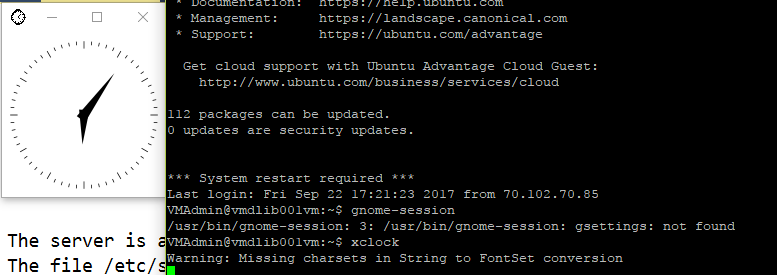 * Documentation:  https://help.ubuntu.com
* Management:     https://landscape.canonical.com
* Support:        https://ubuntu.com/advantage
Get cloud support with Ubuntu Advantage Cloud Guest:
http://www.ubuntu.com/business/services/cloud
112 packages can be updated.
0 updates are security updates.
*** System restart required ***
Last login: Fri Sep 22 17:21:23 2017 from 70.102.70.85
VMAdmin@vmdlib001vm:~$ gnome-session
/usr/bin/gnome-session: 3: /usr/bin/gnome-session: gsettings: not found
VMAdmin@vmdlib001vm:~$ xclock
Warning: Missing charsets in String to FontSet conversion
The server is a
The file /etc/s